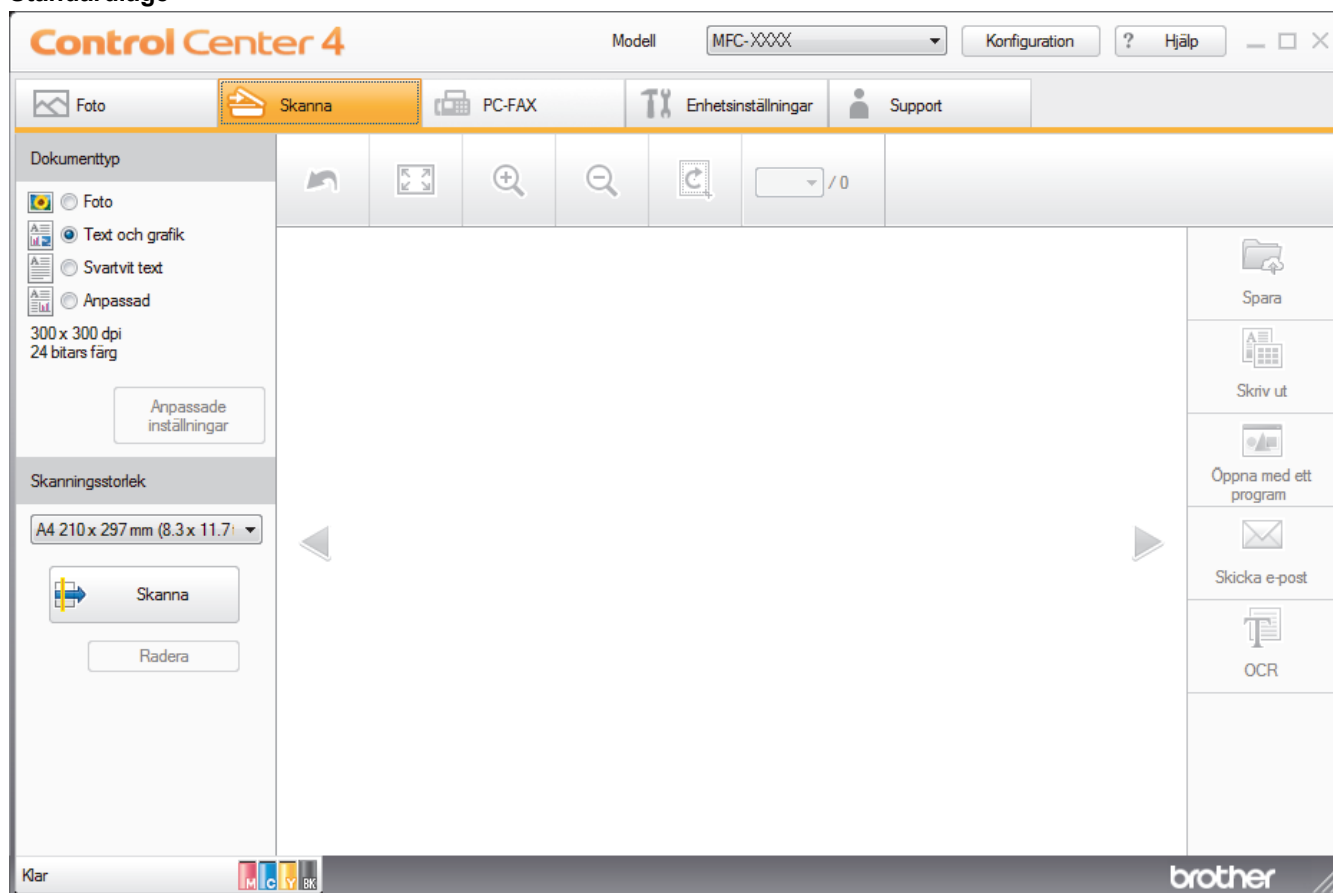 Control Center 4
Modell
MFC-XXXX
Konfiguration
?
Hjälp
Foto
Skanna
PC-FAX
Enhetsinställningar
Support
Dokumenttyp
/ 0
Foto
Text och grafik
Svartvit text
Anpassad
300 x 300 dpi
24 bitars färg
Anpassade
inställningar
Skanningsstorlek
A4 210 x 297 mm (8.3 x 11.7
Skanna
Radera
Spara
Skriv ut
Öppna med ett
program
Skicka e-post
OCR
Klar
M C Y BK
brother